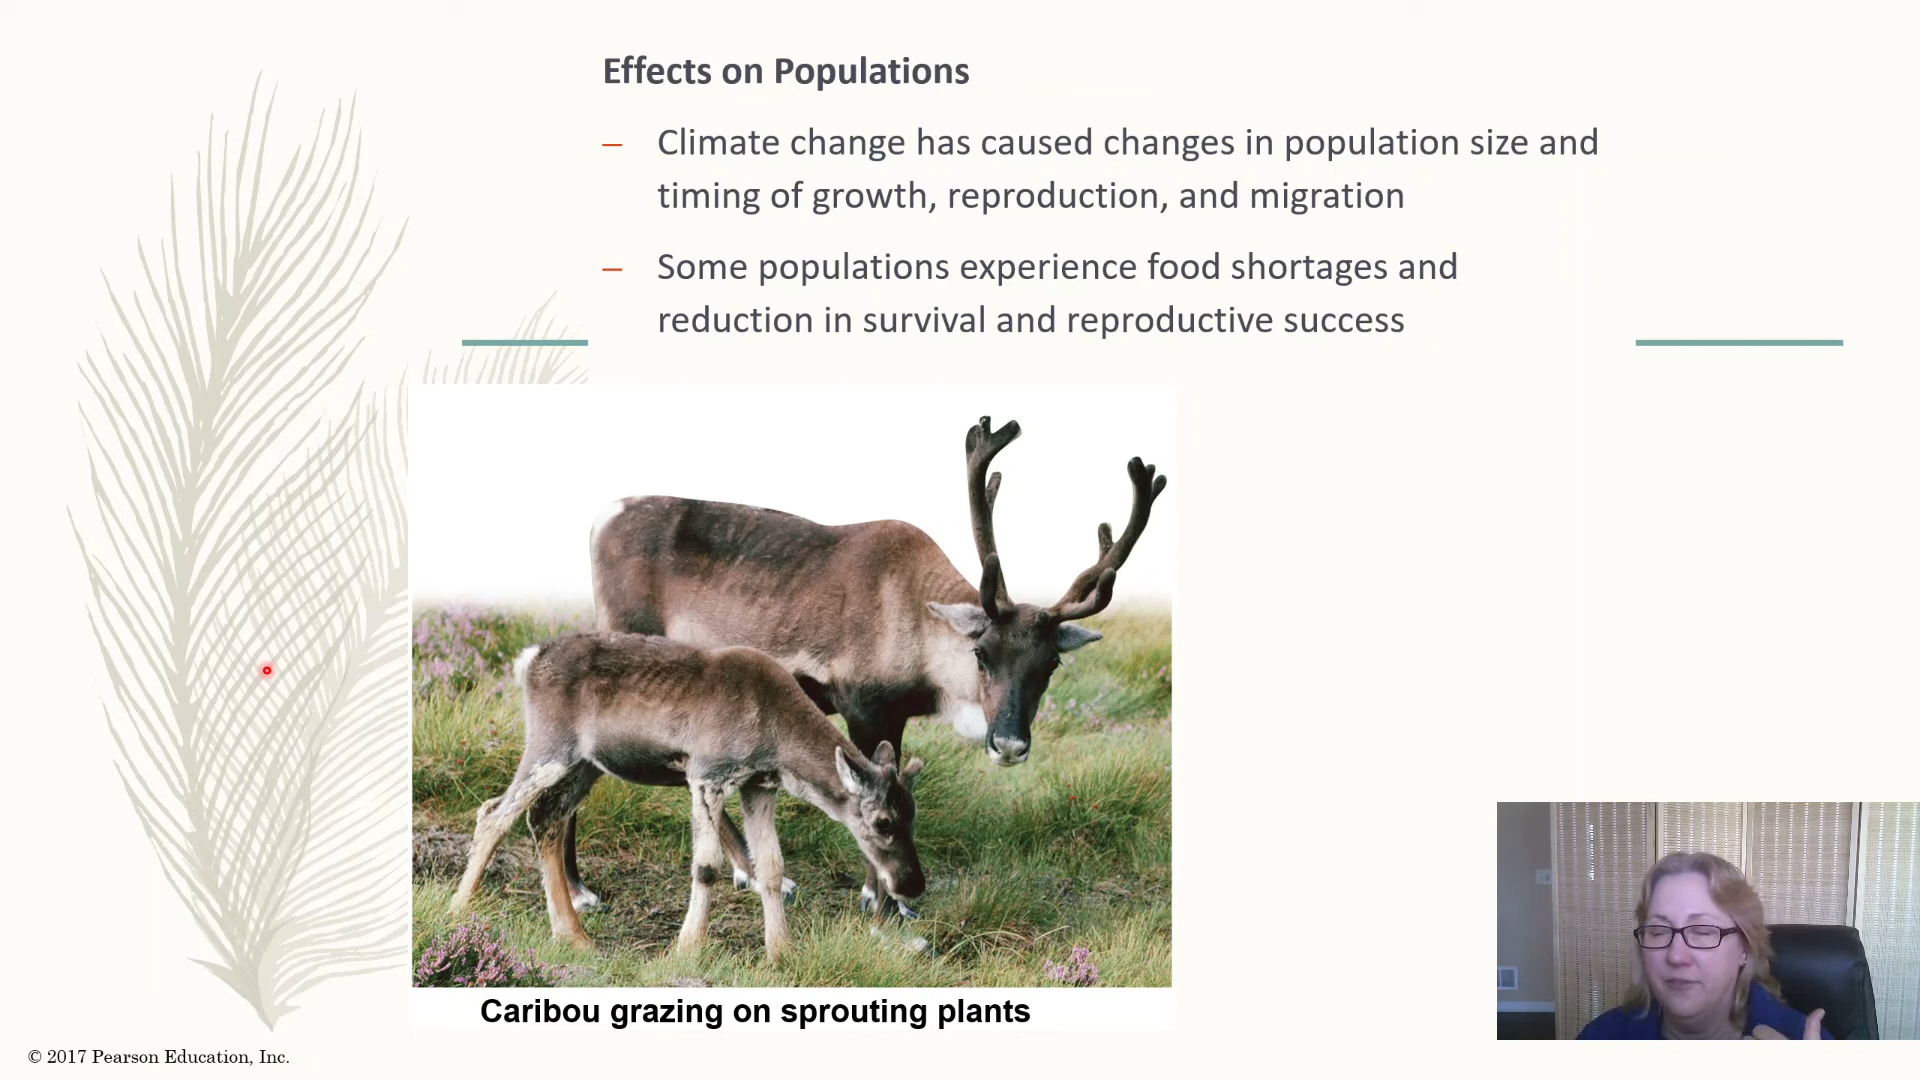 Effects on Populations
– Climate change has caused changes in population size and
timing of growth, reproduction, and migration
– Some populations experience food shortages and
reduction in survival and reproductive success
Caribou grazing on sprouting plants
© 2017 Pearson Education, Inc.